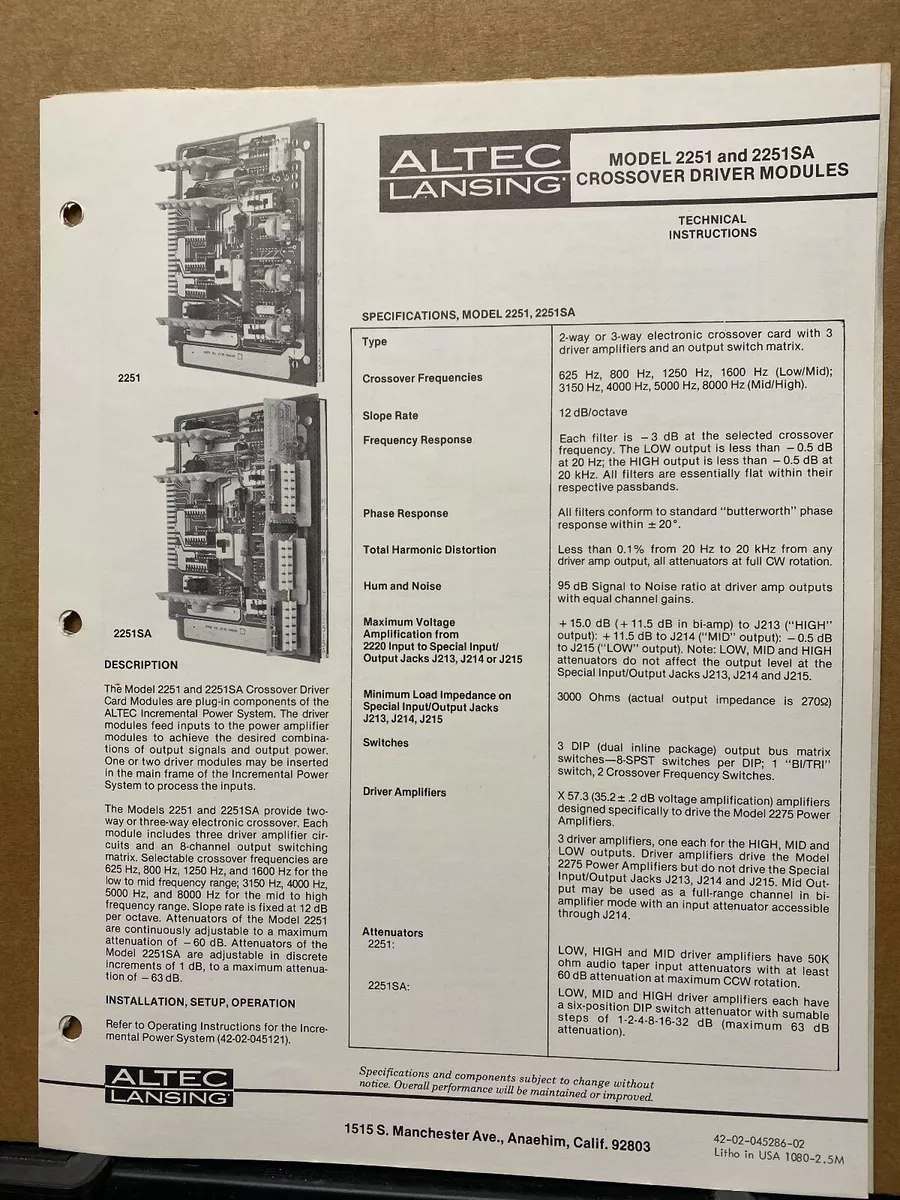 ALTEC
LANSING®
MODEL 2251 and 2251SA
CROSSOVER DRIVER MODULES
TECHNICAL
INSTRUCTIONS
2251
2251SA
DESCRIPTION
The Model 2251 and 2251SA Crossover Driver
Card Modules are plug-in components of the
ALTEC Incremental Power System. The driver
modules feed inputs to the power amplifier
modules to achieve the desired combina-
tions of output signals and output power.
One or two driver modules may be inserted
in the main frame of the Incremental Power
System to process the inputs.
The Models 2251 and 2251SA provide two-
way or three-way electronic crossover. Each
module includes three driver amplifier cir-
cuits and an 8-channel output switching
matrix. Selectable crossover frequencies are
625 Hz, 800 Hz, 1250 Hz, and 1600 Hz for the
low to mid frequency range; 3150 Hz, 4000 Hz,
5000 Hz, and 8000 Hz for the mid to high
frequency range. Slope rate is fixed at 12 dB
per octave. Attenuators of the Model 2251
are continuously adjustable to a maximum
attenuation of −60 dB. Attenuators of the
Model 2251SA are adjustable in discrete
increments of 1 dB, to a maximum attenua-
tion of −63 dB.
INSTALLATION, SETUP, OPERATION
Refer to Operating Instructions for the Incre-
mental Power System (42-02-045121).
SPECIFICATIONS, MODEL 2251, 2251SA
Type
2-way or 3-way electronic crossover card with 3
driver amplifiers and an output switch matrix.
Crossover Frequencies
625 Hz, 800 Hz, 1250 Hz, 1600 Hz (Low/Mid);
3150 Hz, 4000 Hz, 5000 Hz, 8000 Hz (Mid/High).
Slope Rate
12 dB/octave
Frequency Response
Each filter is −3 dB at the selected crossover
frequency. The LOW output is less than −0.5 dB
at 20 Hz; the HIGH output is less than −0.5 dB at
20 kHz. All filters are essentially flat within their
respective passbands.
Phase Response
All filters conform to standard "butterworth" phase
response within ±20°.
Total Harmonic Distortion
Less than 0.1% from 20 Hz to 20 kHz from any
driver amp output, all attenuators at full CW rotation.
Hum and Noise
95 dB Signal to Noise ratio at driver amp outputs
with equal channel gains.
Maximum Voltage
Amplification from
2220 Input to Special Input/
Output Jacks J213, J214 or J215
+15.0 dB (+11.5 dB in bi-amp) to J213 ("HIGH"
output): +11.5 dB to J214 ("MID" output): −0.5 dB
to J215 ("LOW" output). Note: LOW, MID and HIGH
attenuators do not affect the output level at the
Special Input/Output Jacks J213, J214 and J215.
Minimum Load Impedance on
Special Input/Output Jacks
J213, J214, J215
3000 Ohms (actual output impedance is 270Ω)
Switches
3 DIP (dual inline package) output bus matrix
switches—8-SPST switches per DIP; 1 "BI/TRI"
switch, 2 Crossover Frequency Switches.
Driver Amplifiers
X 57.3 (35.2 ± .2 dB voltage amplification) amplifiers
designed specifically to drive the Model 2275 Power
Amplifiers.
3 driver amplifiers, one each for the HIGH, MID and
LOW outputs. Driver amplifiers drive the Model
2275 Power Amplifiers but do not drive the Special
Input/Output Jacks J213, J214 and J215. Mid Out-
put may be used as a full-range channel in bi-
amplifier mode with an input attenuator accessible
through J214.
Attenuators
2251:
LOW, HIGH and MID driver amplifiers have 50K
ohm audio taper input attenuators with at least
60 dB attenuation at maximum CCW rotation.
2251SA:
LOW, MID and HIGH driver amplifiers each have
a six-position DIP switch attenuator with sumable
steps of 1-2-4-8-16-32 dB (maximum 63 dB
attenuation).
Specifications and components subject to change without
notice. Overall performance will be maintained or improved.
ALTEC
LANSING®
1515 S. Manchester Ave., Anaheim, Calif. 92803
42-02-045286-02
Litho in USA 1080-2.5M